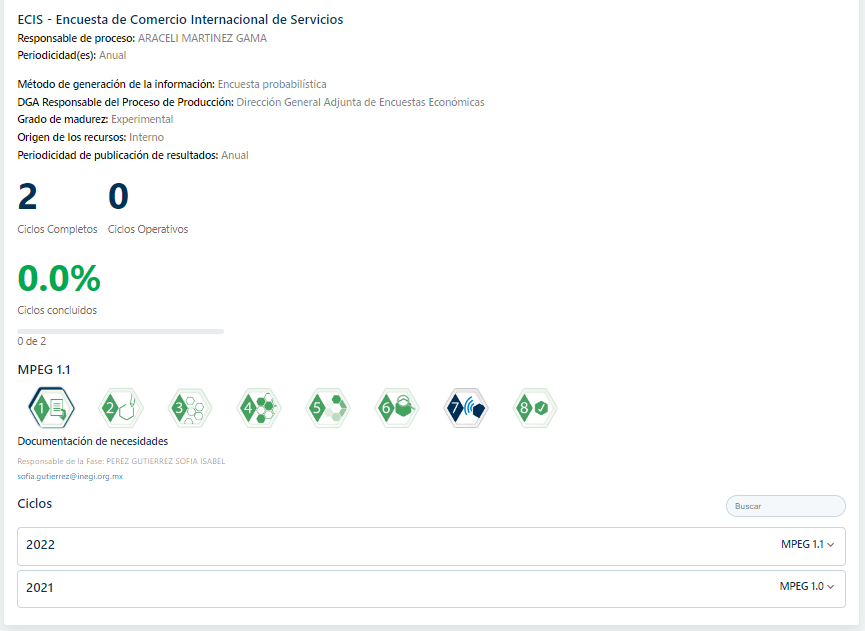 ECIS - Encuesta de Comercio Internacional de Servicios
Responsable de proceso: ARACELI MARTINEZ GAMA
Periodicidad(es): Anual
Método de generación de la información: Encuesta probabilística
DGA Responsable del Proceso de Producción: Dirección General Adjunta de Encuestas Económicas
Grado de madurez: Experimental
Origen de los recursos: Interno
Periodicidad de publicación de resultados: Anual
2 0
Ciclos Completos Ciclos Operativos
0.0%
Ciclos concluidos
0 de 2
MPEG 1.1
1 2 3 4 5 6 7 8
Documentación de necesidades
Responsable de la Fase: PEREZ GUTIERREZ SOFIA ISABEL
sofia.gutierrez@inegi.org.mx
Ciclos Buscar
2022 MPEG 1.1
2021 MPEG 1.0